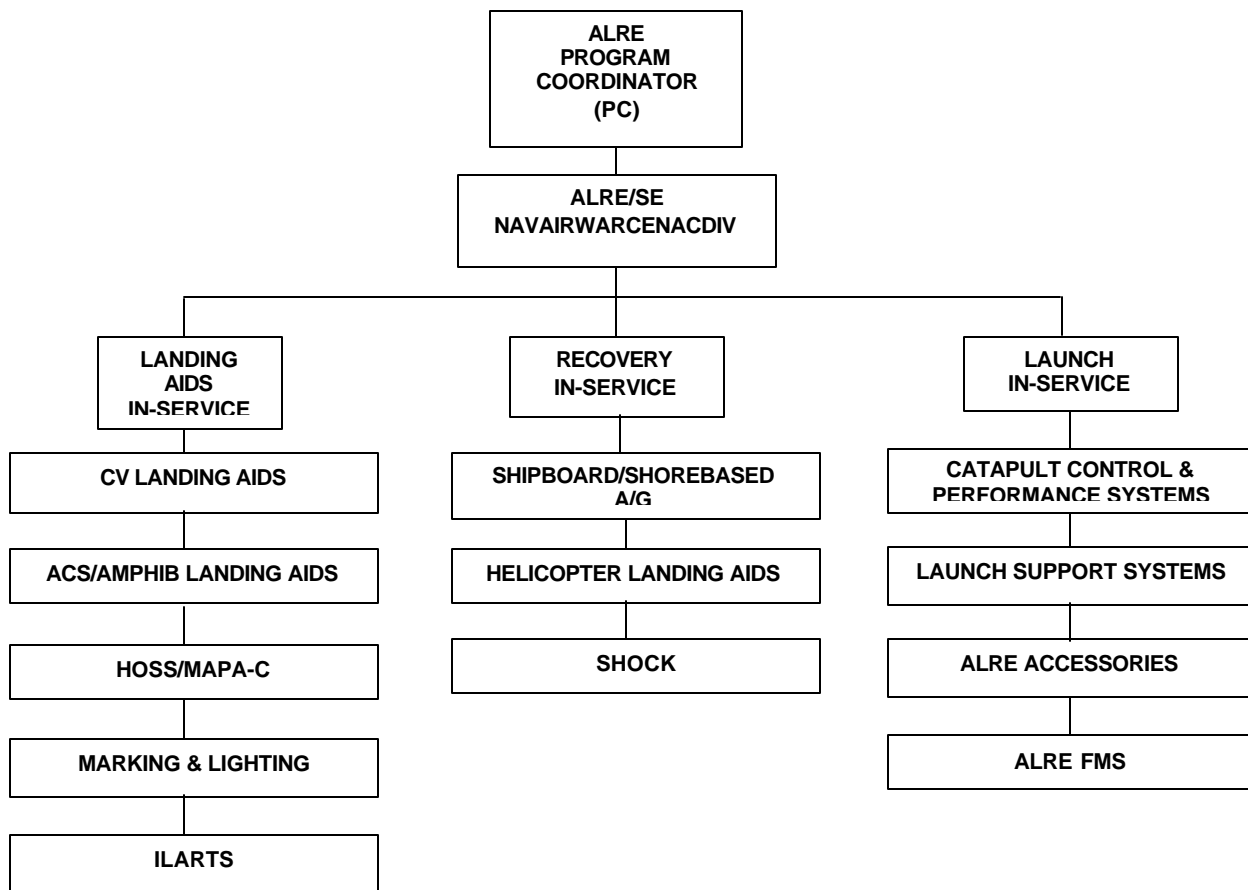 ALRE
PROGRAM
COORDINATOR
(PC)
ALRE/SE
NAVAIRWARCENACDIV
LANDING
AIDS
IN-SERVICE
RECOVERY
IN-SERVICE
LAUNCH
IN-SERVICE
CV LANDING AIDS
SHIPBOARD/SHOREBASED
A/G
CATAPULT CONTROL &
PERFORMANCE SYSTEMS
ACS/AMPHIB LANDING AIDS
HELICOPTER LANDING AIDS
LAUNCH SUPPORT SYSTEMS
HOSS/MAPA-C
SHOCK
ALRE ACCESSORIES
MARKING & LIGHTING
ALRE FMS
ILARTS